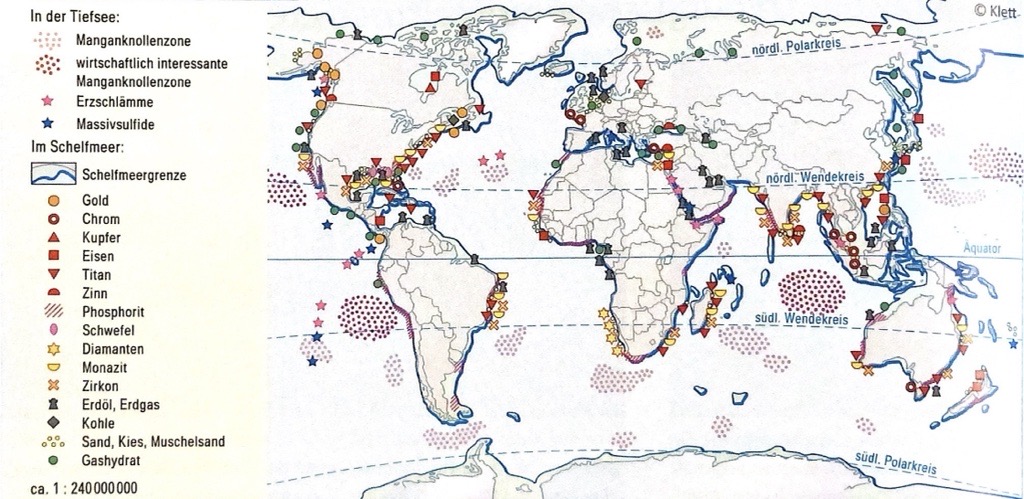 © Klett
In der Tiefsee:
Manganknollenzone
wirtschaftlich interessante
Manganknollenzone
Erzschlämme
Massivsulfide
Im Schelfmeer:
Schelfmeergrenze
Gold
Chrom
Kupfer
Eisen
Titan
Zinn
Phosphorit
Schwefel
Diamanten
Monazit
Zirkon
Erdöl, Erdgas
Kohle
Sand, Kies, Muschelsand
Gashydrat
ca. 1 : 240 000 000
nördl. Polarkreis
nördl. Wendekreis
Äquator
südl. Wendekreis
südl. Polarkreis